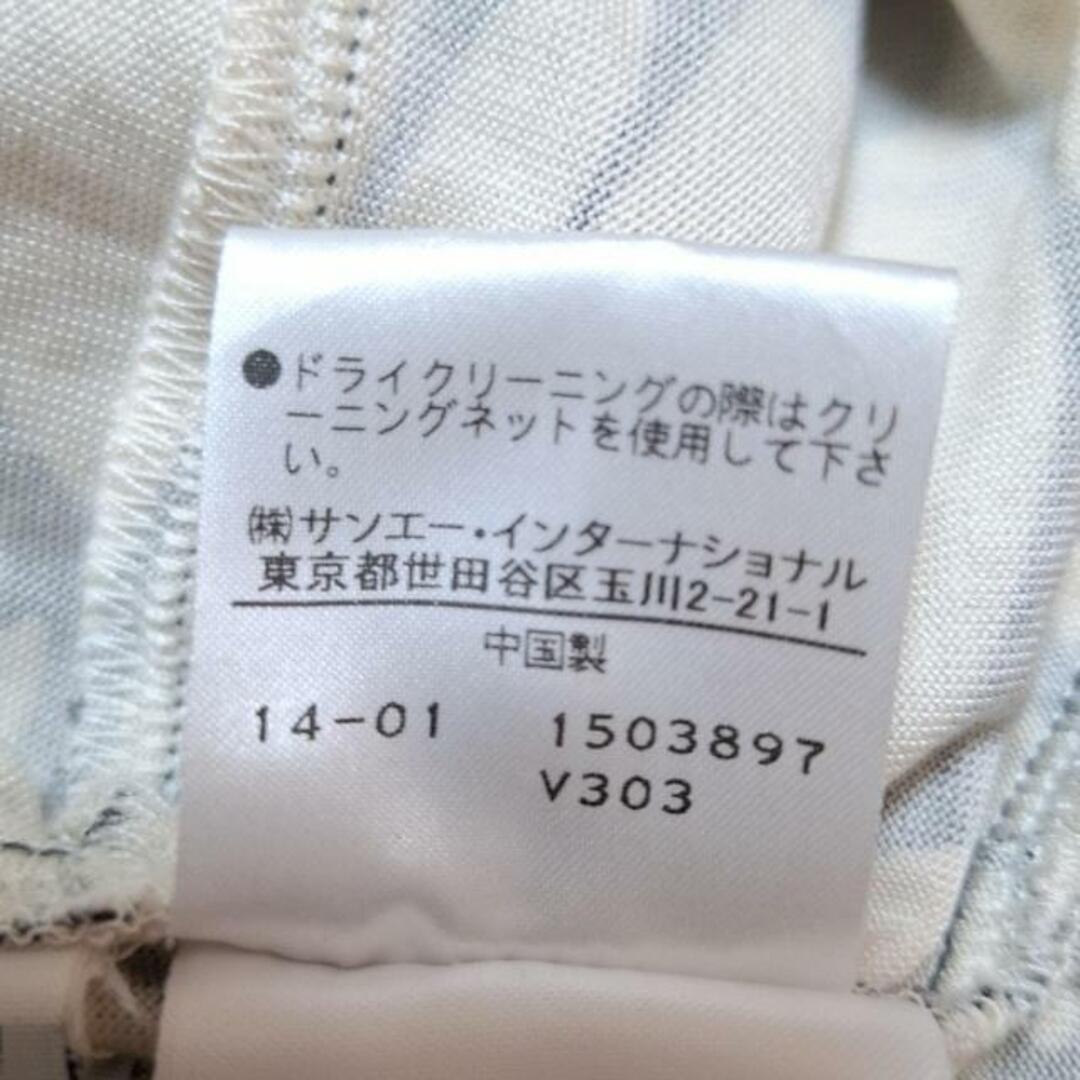 ●ドライクリーニングの際はクリ
ーニングネットを使用して下さ
い。
㈱サンエー・インターナショナル
東京都世田谷区玉川2-21-1
中国製
14-01 1503897
V303